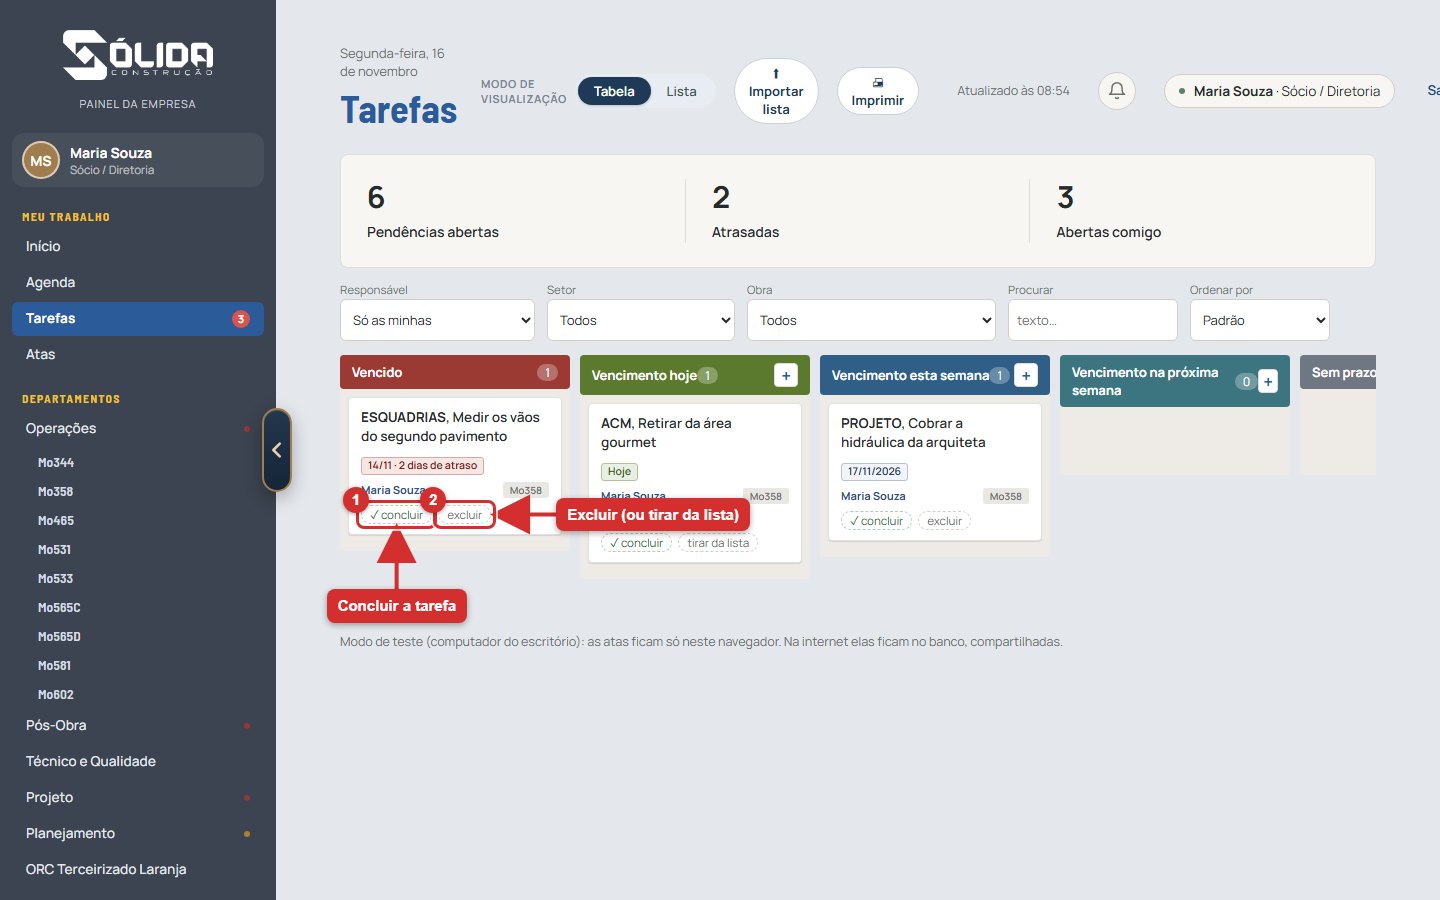 SÓLIDA
CONSTRUÇÃO
PAINEL DA EMPRESA
MS
Maria Souza
Sócio / Diretoria
MEU TRABALHO
Início
Agenda
Tarefas
3
Atas
DEPARTAMENTOS
Operações
Mo344
Mo358
Mo465
Mo531
Mo533
Mo565C
Mo565D
Mo581
Mo602
Pós-Obra
Técnico e Qualidade
Projeto
Planejamento
ORC Terceirizado Laranja
Segunda-feira, 16
de novembro
Tarefas
MODO DE
VISUALIZAÇÃO
Tabela
Lista
⬆
Importar
lista
Imprimir
Atualizado às 08:54
Maria Souza · Sócio / Diretoria
Sa
6
Pendências abertas
2
Atrasadas
3
Abertas comigo
Responsável
Só as minhas
Setor
Todos
Obra
Todos
Procurar
texto...
Ordenar por
Padrão
Vencido
1
ESQUADRIAS, Medir os vãos
do segundo pavimento
14/11 · 2 dias de atraso
Maria Souza
Mo358
1
✓ concluir
2
excluir
Concluir a tarefa
Excluir (ou tirar da lista)
Vencimento hoje
1
+
ACM, Retirar da área
gourmet
Hoje
Maria Souza
Mo358
✓ concluir
tirar da lista
Vencimento esta semana
1
+
PROJETO, Cobrar a
hidráulica da arquiteta
17/11/2026
Maria Souza
Mo358
✓ concluir
excluir
Vencimento na próxima
semana
0
+
Sem prazo
Modo de teste (computador do escritório): as atas ficam só neste navegador. Na internet elas ficam no banco, compartilhadas.